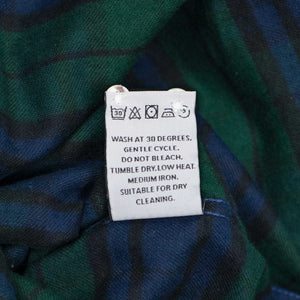 30
WASH AT 30 DEGREES.
GENTLE CYCLE.
DO NOT BLEACH.
TUMBLE DRY, LOW HEAT.
MEDIUM IRON.
SUITABLE FOR DRY
CLEANING.